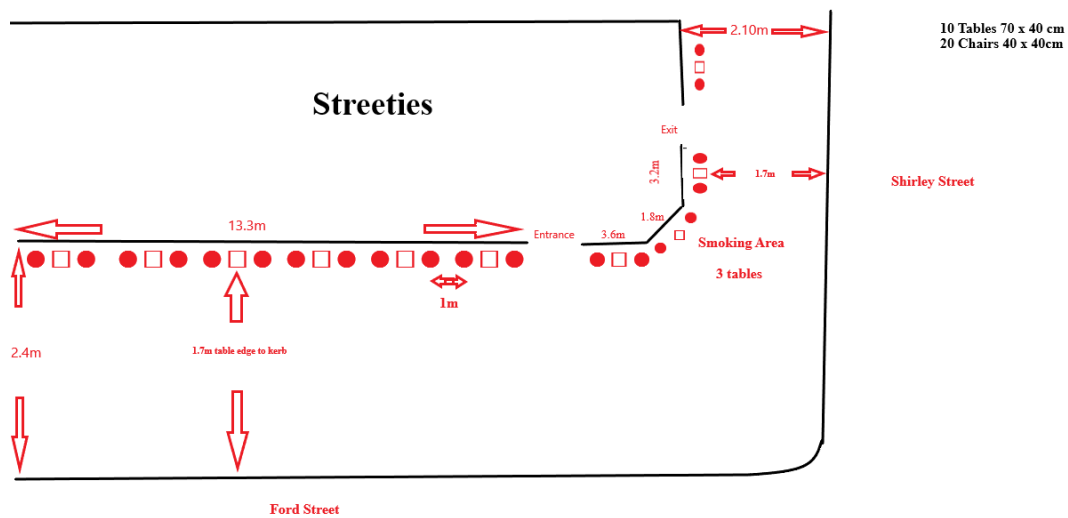 2.10m
10 Tables 70 x 40 cm
20 Chairs 40 x 40cm
Streeties
Exit
3.2m
1.7m
Shirley Street
1.8m
13.3m
Entrance
3.6m
Smoking Area
3 tables
1m
2.4m
1.7m table edge to kerb
Ford Street